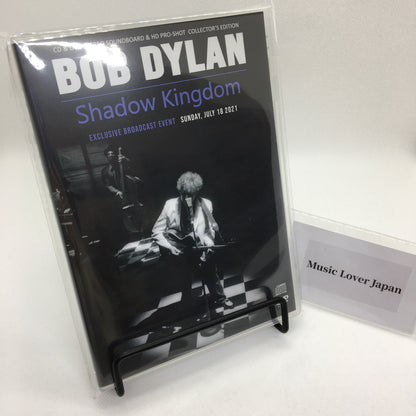 CD & SOUNDBOARD & HD PRO-SHOT COLLECTOR'S EDITION
BOB DYLAN
Shadow Kingdom
EXCLUSIVE BROADCAST EVENT SUNDAY, JULY 18 2021
Music Lover Japan